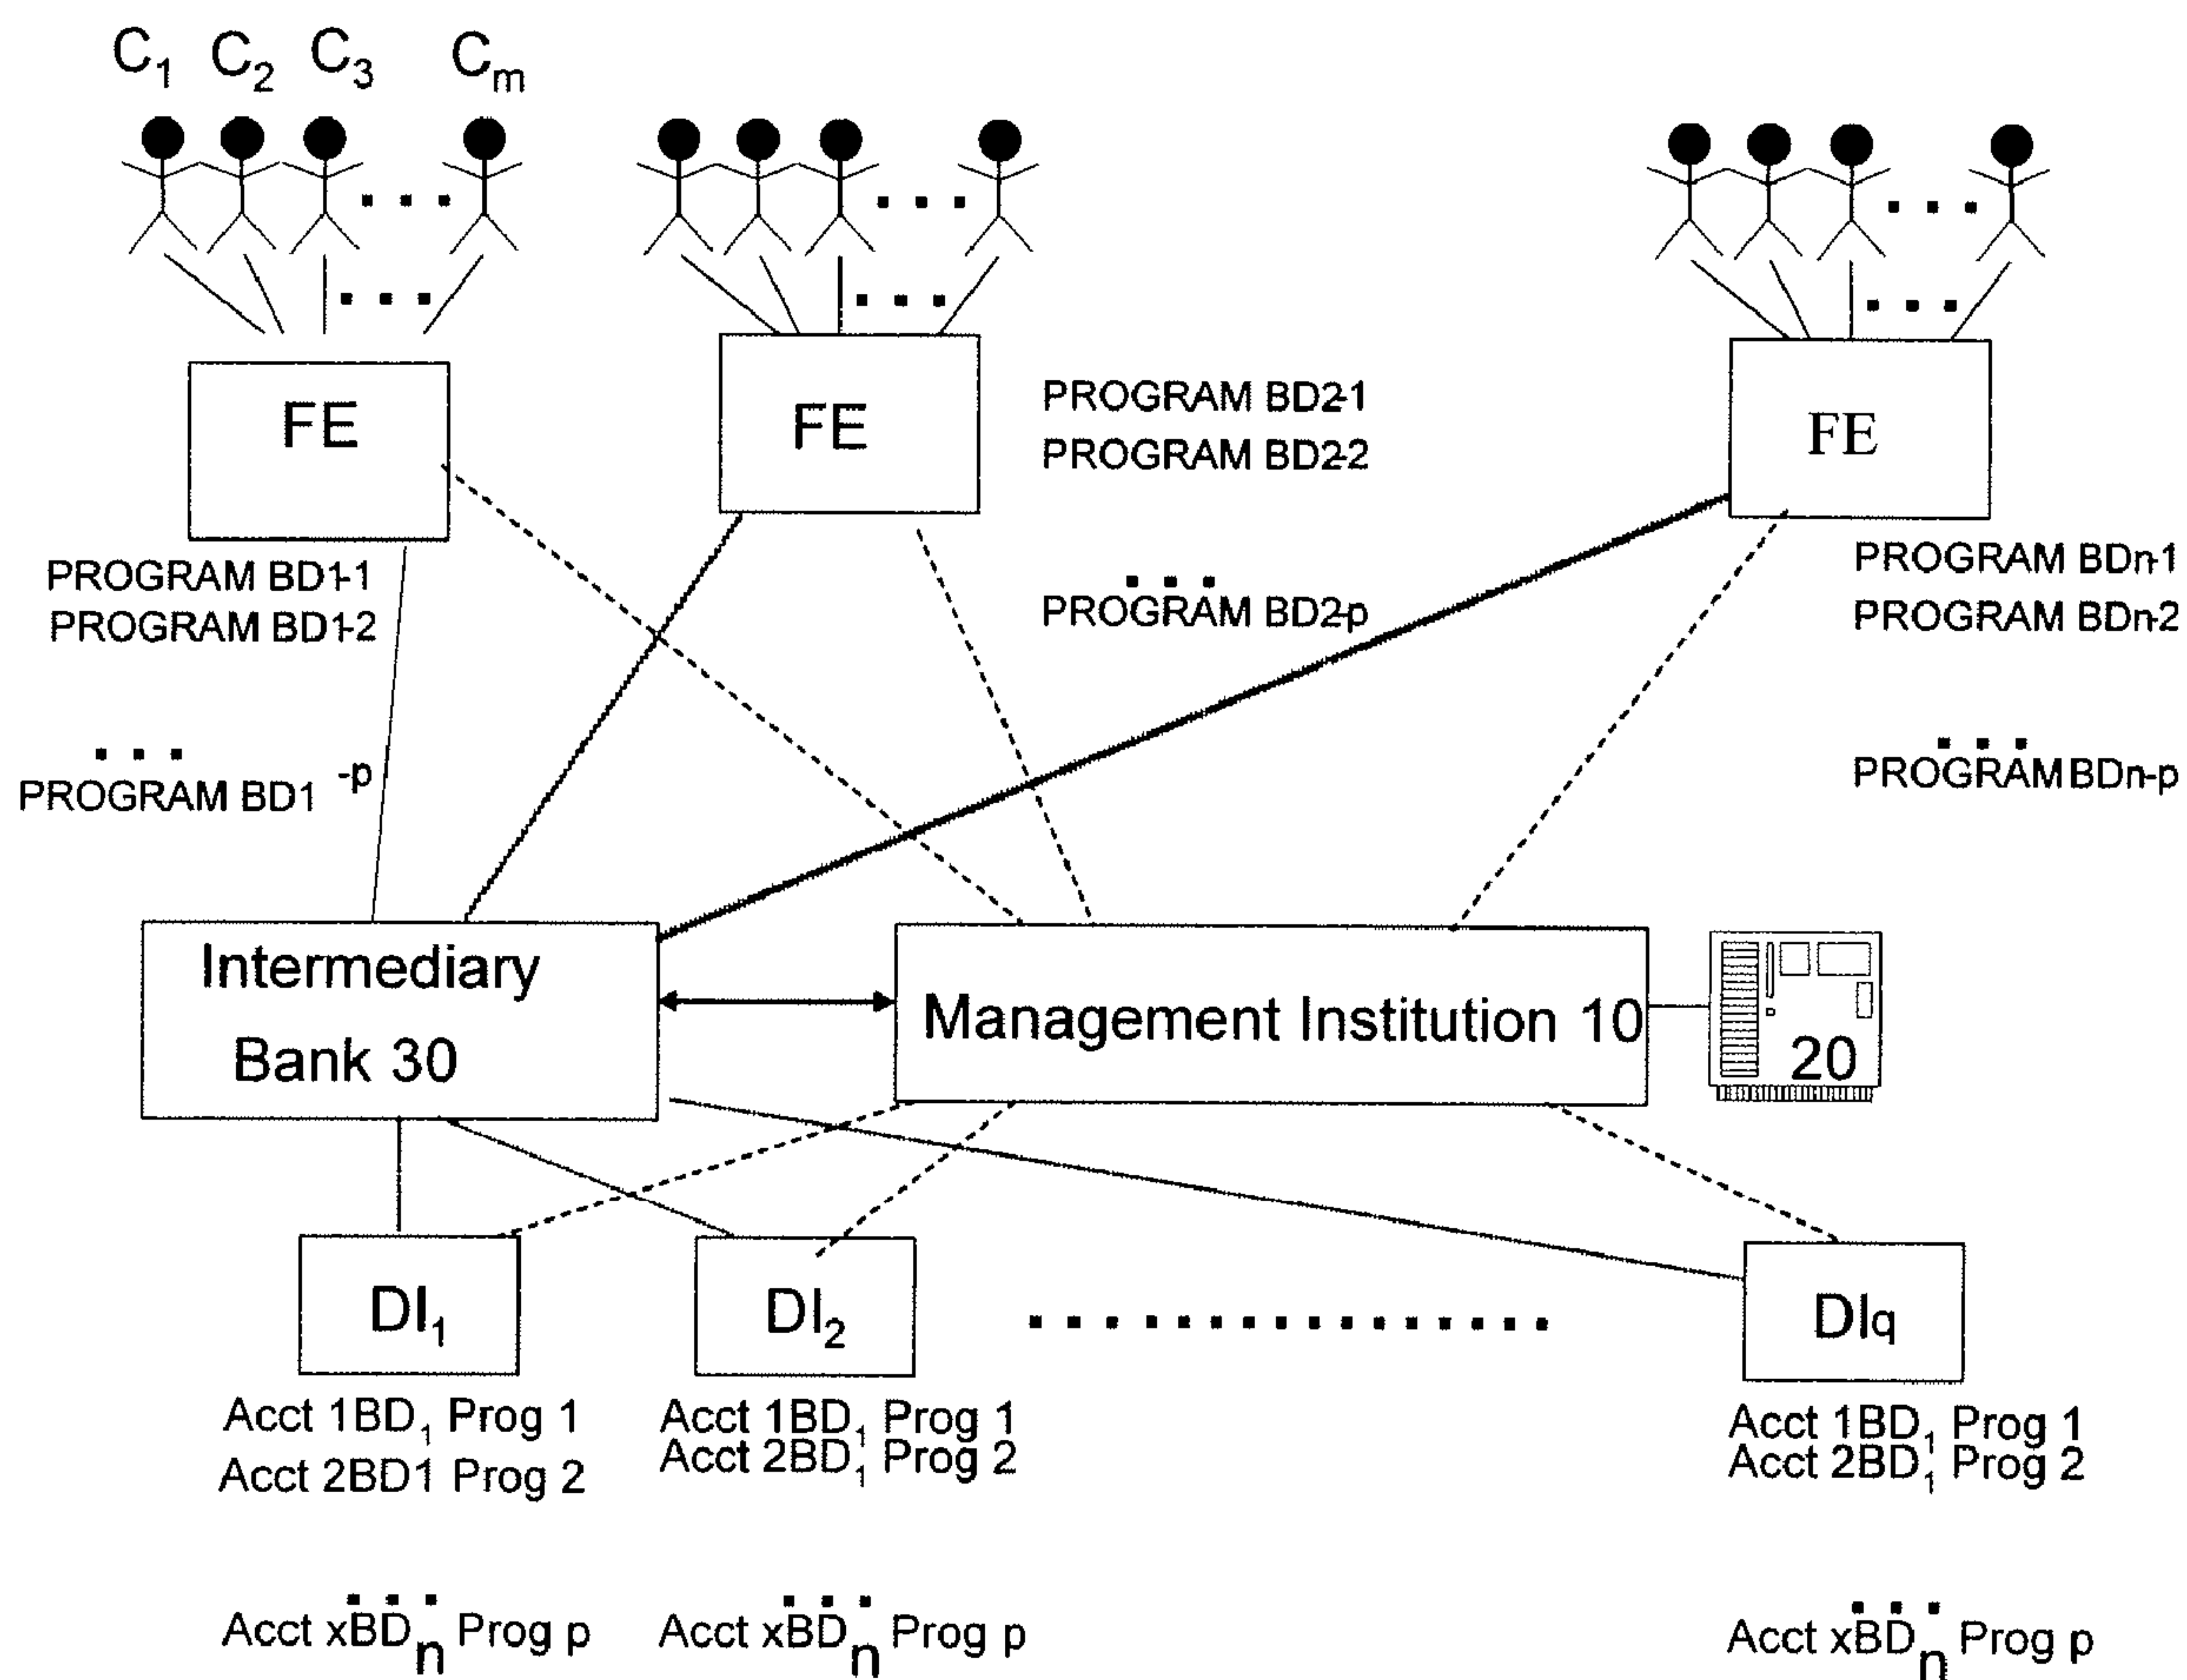 C₁ C₂ C₃ Cₘ
FE
FE
FE
PROGRAM BD2-1
PROGRAM BD2-2
PROGRAM BD1-1
PROGRAM BD1-2
PROGRAM BD2-p
PROGRAM BDn-1
PROGRAM BDn-2
PROGRAM BD1 -p
PROGRAM BDn-p
Intermediary
Bank 30
Management Institution 10
20
DI₁
DI₂
DIq
Acct 1BD₁ Prog 1
Acct 2BD1 Prog 2
Acct xBDₙ Prog p
Acct 1BD₁ Prog 1
Acct 2BD₁ Prog 2
Acct xBDₙ Prog p
Acct 1BD₁ Prog 1
Acct 2BD₁ Prog 2
Acct xBDₙ Prog p